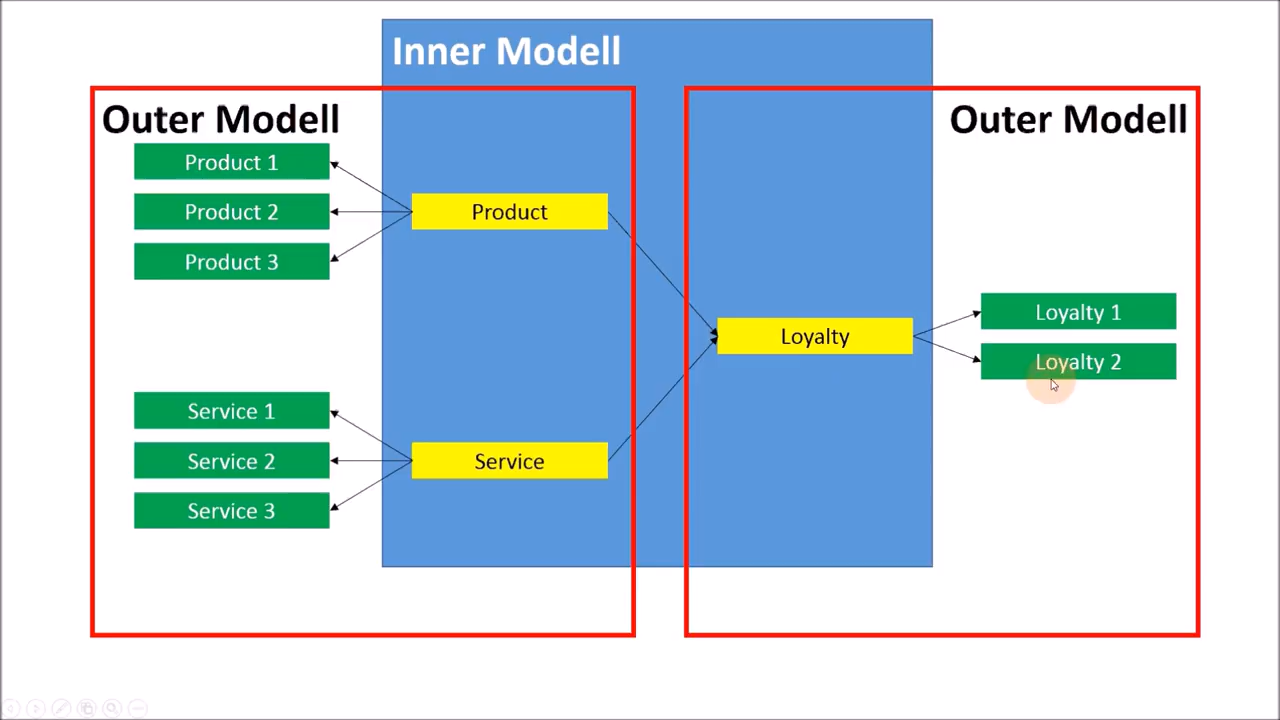 Inner Modell
Outer Modell
Outer Modell
Product 1
Product 2
Product 3
Product
Loyalty 1
Loyalty
Loyalty 2
Service 1
Service 2
Service 3
Service